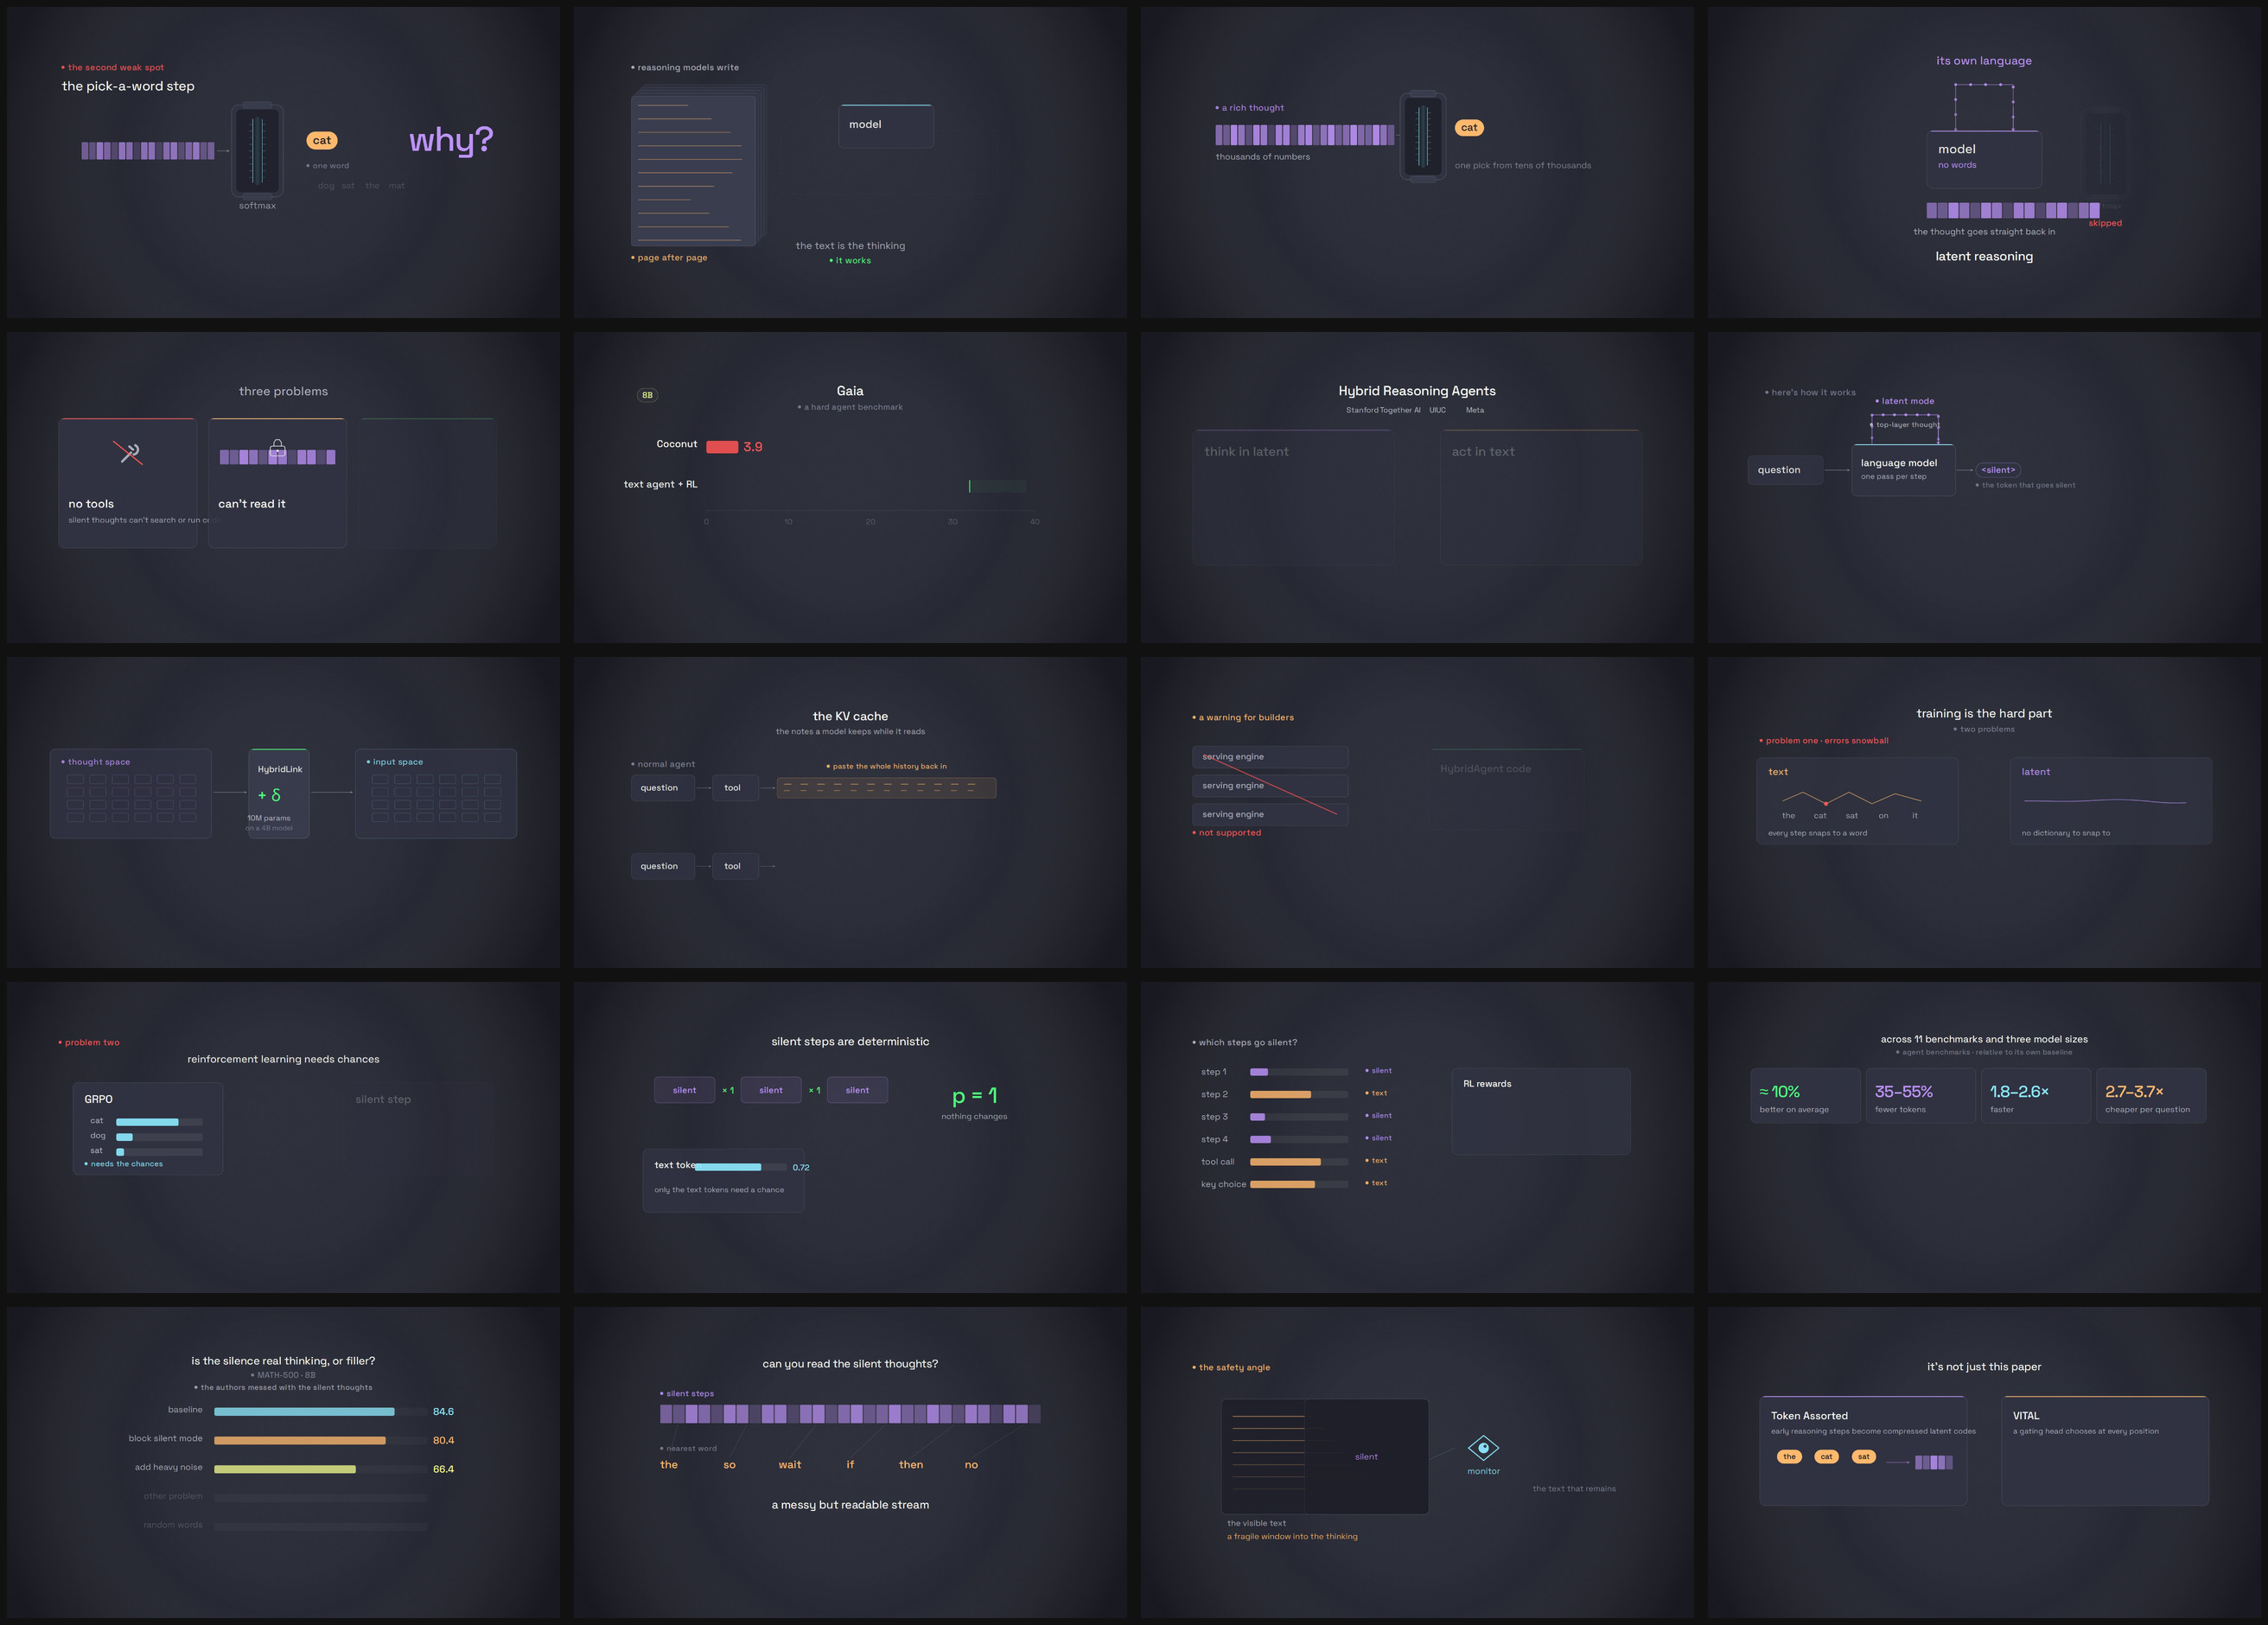 • the second weak spot
the pick-a-word step
cat
why?
• one word
dog sat the mat
softmax
• reasoning models write
model
the text is the thinking
• it works
• page after page
• a rich thought
cat
thousands of numbers
one pick from tens of thousands
its own language
model
no words
skipped
the thought goes straight back in
latent reasoning
three problems
no tools
silent thoughts can't search or run
can't read it
8B
Gaia
• a hard agent benchmark
Coconut
3.9
text agent + RL
0 10 20 30 40
Hybrid Reasoning Agents
Stanford Together AI UIUC Meta
think in latent
act in text
• here's how it works
• latent mode
top-layer thought
question
language model
one pass per step
<silent>
• the token that goes silent
• thought space
HybridLink
+ δ
10M params
on a 4B model
• input space
the KV cache
the notes a model keeps while it reads
• normal agent
• paste the whole history back in
question
tool
question
tool
• a warning for builders
serving engine
serving engine
serving engine
• not supported
HybridAgent code
training is the hard part
• two problems
• problem one · errors snowball
text
the cat sat on it
every step snaps to a word
latent
no dictionary to snap to
• problem two
reinforcement learning needs chances
GRPO
cat
dog
sat
• needs the chances
silent step
silent steps are deterministic
silent × 1 silent × 1 silent
p = 1
nothing changes
text toke
0.72
only the text tokens need a chance
• which steps go silent?
step 1 • silent
step 2 • text
step 3 • silent
step 4 • silent
tool call • text
key choice • text
RL rewards
across 11 benchmarks and three model sizes
• agent benchmarks · relative to its own baseline
≈ 10%
better on average
35–55%
fewer tokens
1.8–2.6×
faster
2.7–3.7×
cheaper per question
is the silence real thinking, or filler?
• MATH-500 · 8B
• the authors messed with the silent thoughts
baseline 84.6
block silent mode 80.4
add heavy noise 66.4
other problem
random words
can you read the silent thoughts?
• silent steps
• nearest word
the so wait if then no
a messy but readable stream
• the safety angle
silent
monitor
the text that remains
the visible text
a fragile window into the thinking
it's not just this paper
Token Assorted
early reasoning steps become compressed latent codes
the cat sat
VITAL
a gating head chooses at every position